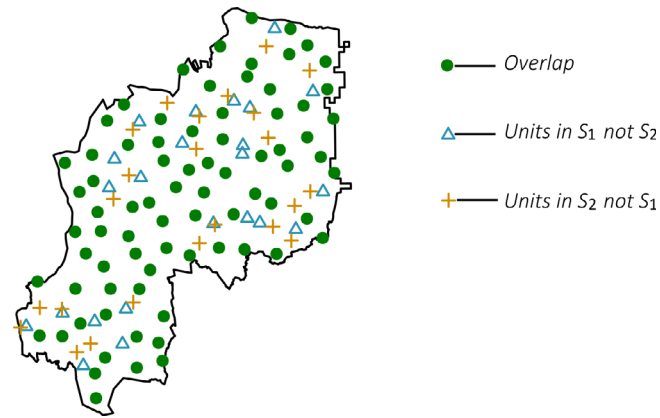 Overlap
Units in S₁ not S₂
Units in S₂ not S₁